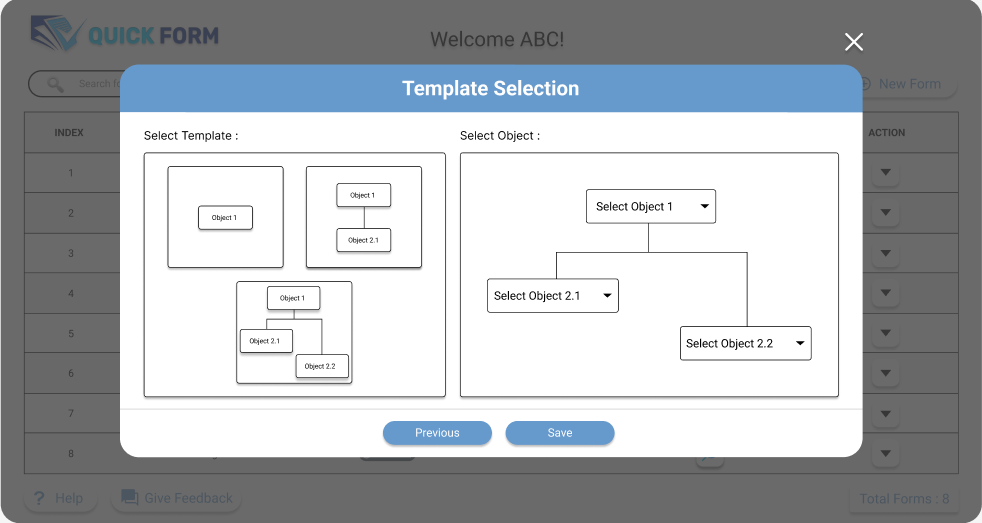 QUICK FORM
Welcome ABC!
Search fo
New Form
Template Selection
INDEX
ACTION
Select Template :
Select Object :
1
2
3
4
5
6
7
8
Object 1
Object 1
Object 2.1
Object 1
Object 2.1
Object 2.2
Select Object 1
Select Object 2.1
Select Object 2.2
Previous
Save
? Help
Give Feedback
Total Forms : 8